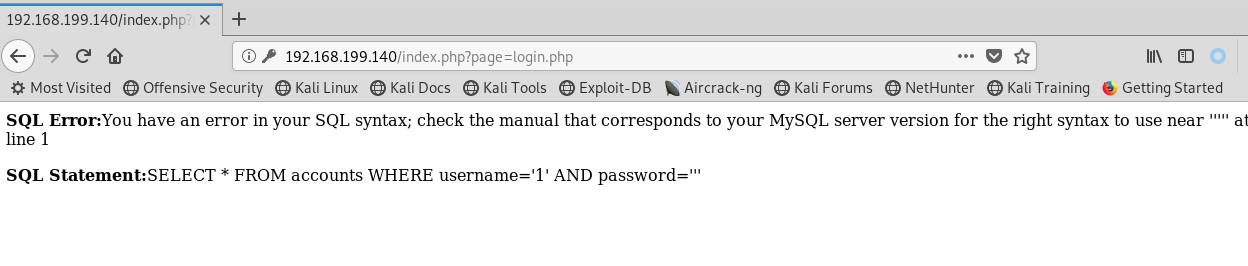 192.168.199.140/index.php?
192.168.199.140/index.php?page=login.php
Most Visited Offensive Security Kali Linux Kali Docs Kali Tools Exploit-DB Aircrack-ng Kali Forums NetHunter Kali Training Getting Started
SQL Error:You have an error in your SQL syntax; check the manual that corresponds to your MySQL server version for the right syntax to use near ''''' at
line 1
SQL Statement:SELECT * FROM accounts WHERE username='1' AND password='''